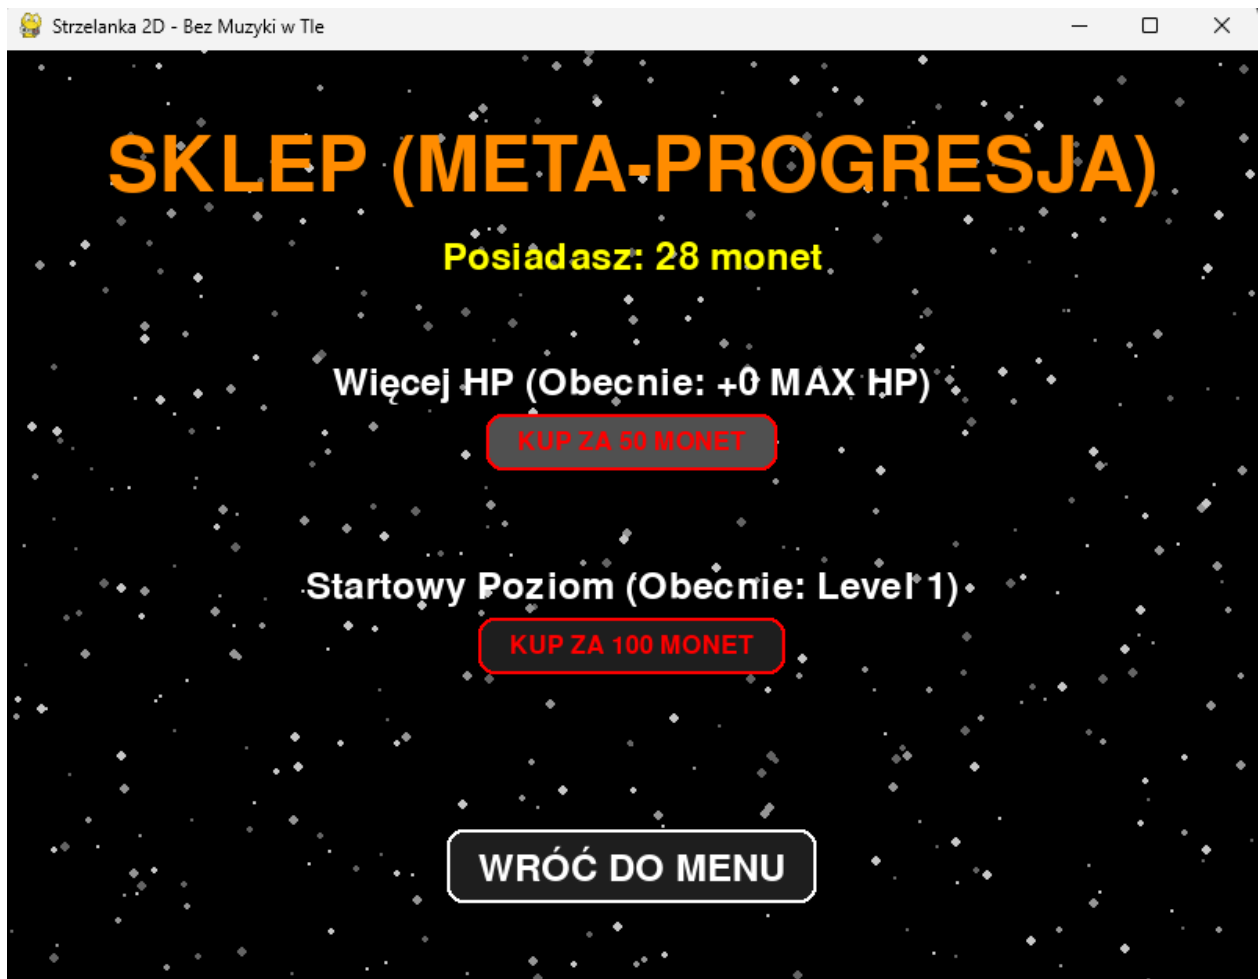 Strzelanka 2D - Bez Muzyki w Tle
SKLEP (META-PROGRESJA)
Posiadasz: 28 monet
Więcej HP (Obecnie: +0 MAX HP)
KUP ZA 50 MONET
Startowy Poziom (Obecnie: Level 1)
KUP ZA 100 MONET
WRÓĆ DO MENU